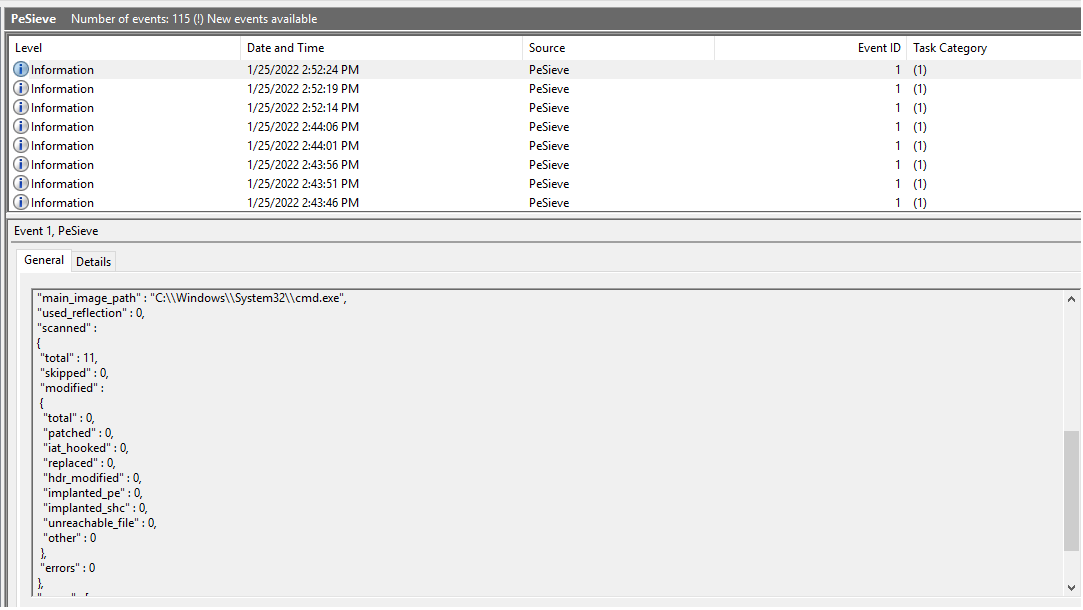 PeSieve Number of events: 115 (!) New events available
Level Date and Time Source Event ID Task Category
Information 1/25/2022 2:52:24 PM PeSieve 1 (1)
Information 1/25/2022 2:52:19 PM PeSieve 1 (1)
Information 1/25/2022 2:52:14 PM PeSieve 1 (1)
Information 1/25/2022 2:44:06 PM PeSieve 1 (1)
Information 1/25/2022 2:44:01 PM PeSieve 1 (1)
Information 1/25/2022 2:43:56 PM PeSieve 1 (1)
Information 1/25/2022 2:43:51 PM PeSieve 1 (1)
Information 1/25/2022 2:43:46 PM PeSieve 1 (1)
Event 1, PeSieve
General Details
"main_image_path" : "C:\\Windows\\System32\\cmd.exe",
"used_reflection" : 0,
"scanned" :
{
"total" : 11,
"skipped" : 0,
"modified" :
{
"total" : 0,
"patched" : 0,
"iat_hooked" : 0,
"replaced" : 0,
"hdr_modified" : 0,
"implanted_pe" : 0,
"implanted_shc" : 0,
"unreachable_file" : 0,
"other" : 0
},
"errors" : 0
},